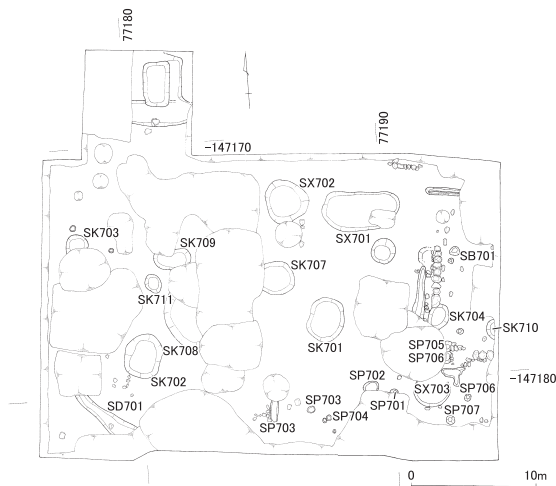 77180
77190
-147170
SX702
SX701
SK703
SK709
SB701
SK707
SK711
SK704
SK710
SK701
SP705
SP706
SK708
SK702
SP702
SX703
SP706
-147180
SD701
SP703
SP701
SP707
SP704
SP703
0 10m